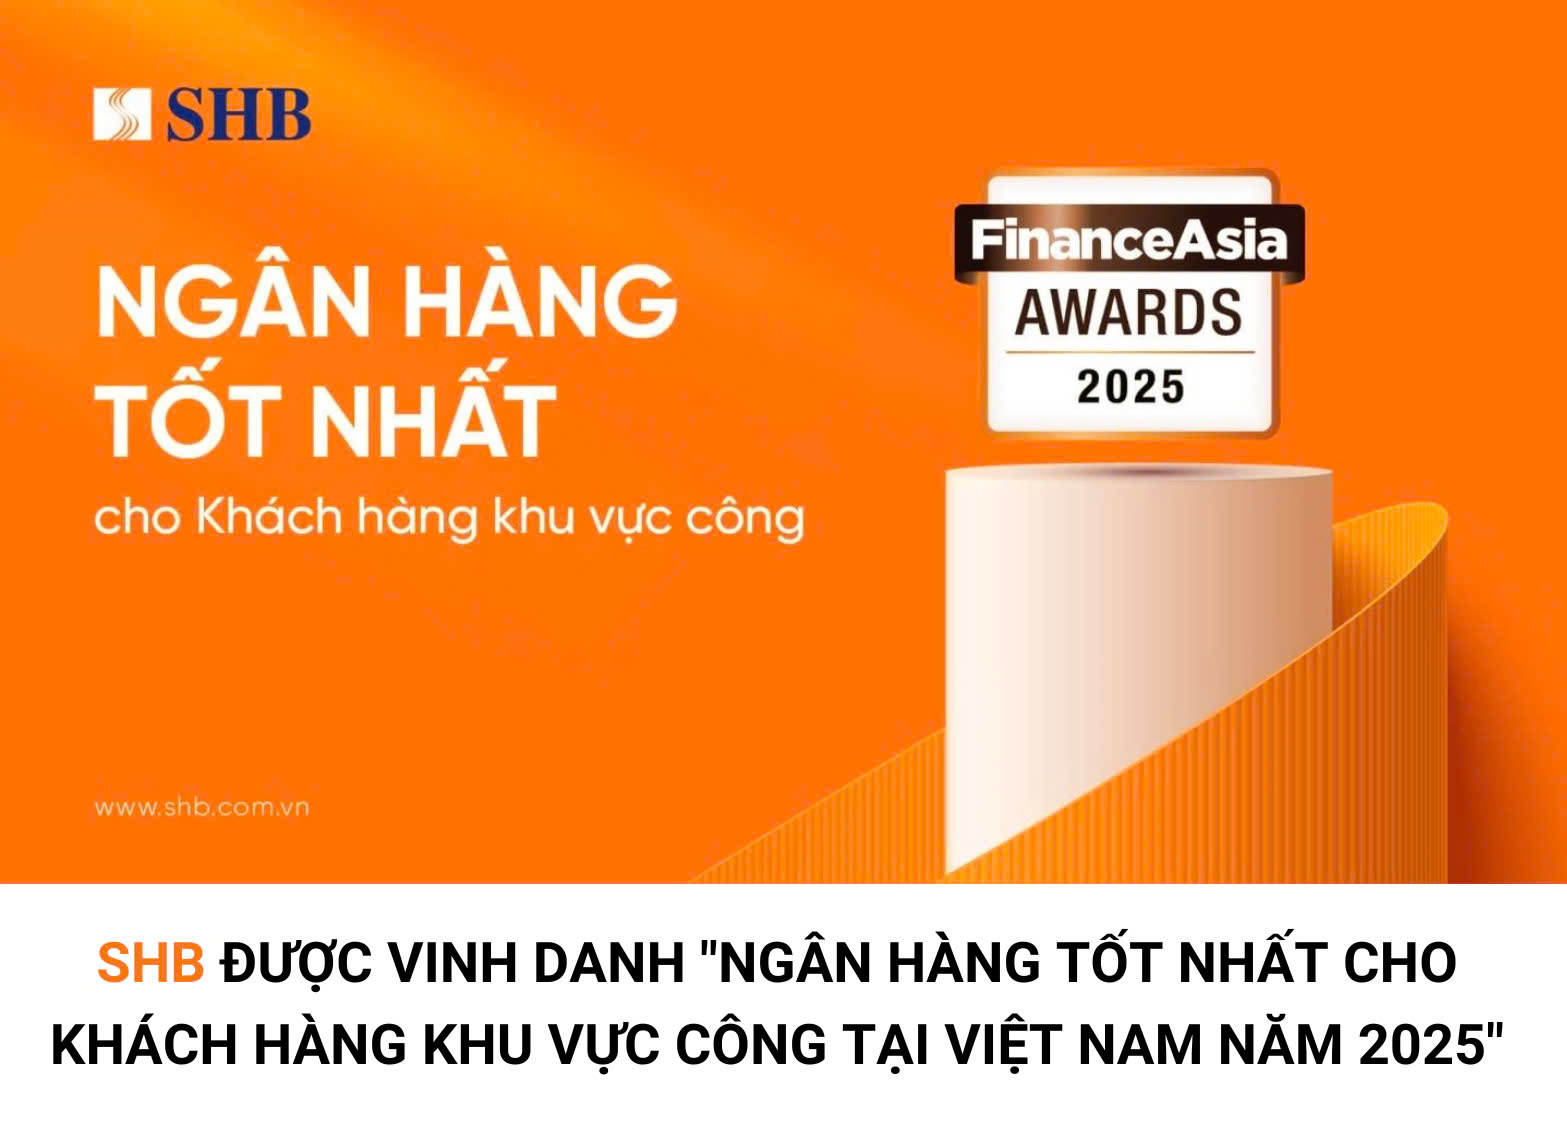 SHB
NGÂN HÀNG
TỐT NHẤT
cho Khách hàng khu vực công
FinanceAsia
AWARDS
2025
www.shb.com.vn
SHB ĐƯỢC VINH DANH "NGÂN HÀNG TỐT NHẤT CHO
KHÁCH HÀNG KHU VỰC CÔNG TẠI VIỆT NAM NĂM 2025"